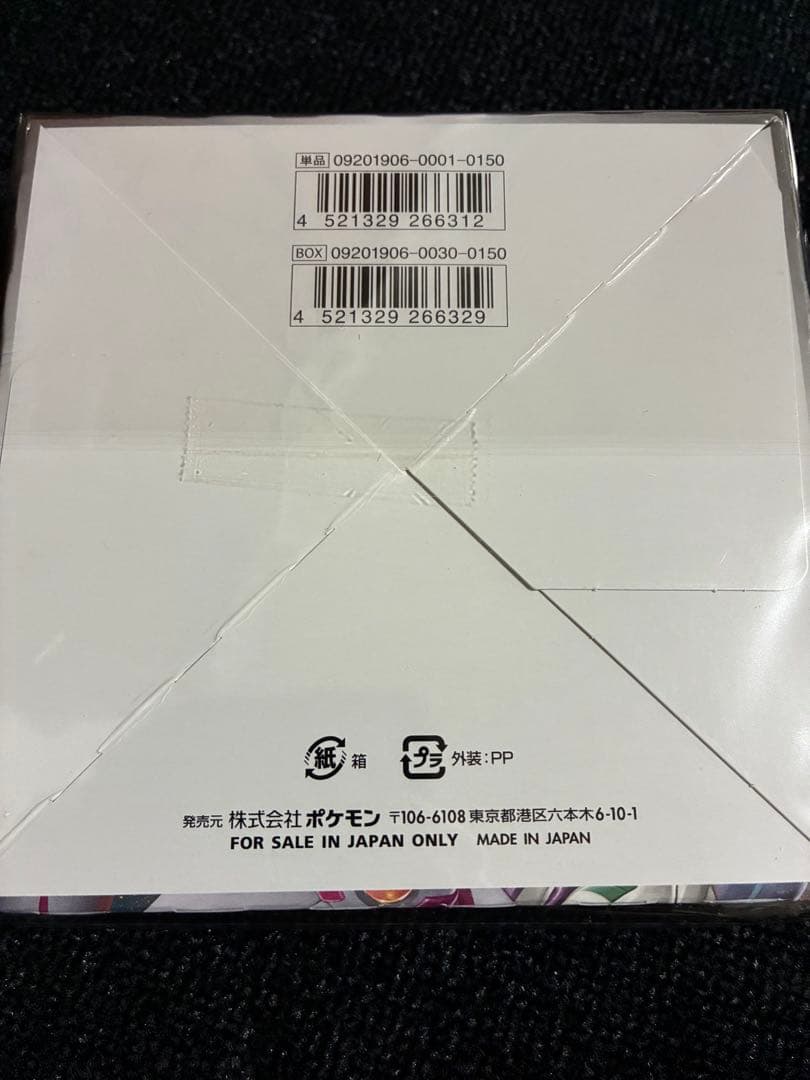 単品 09201906-0001-0150
4 521329 266312
BOX 09201906-0030-0150
4 521329 266329
紙 箱 プラ 外装:PP
発売元 株式会社ポケモン 〒106-6108 東京都港区六本木6-10-1
FOR SALE IN JAPAN ONLY MADE IN JAPAN